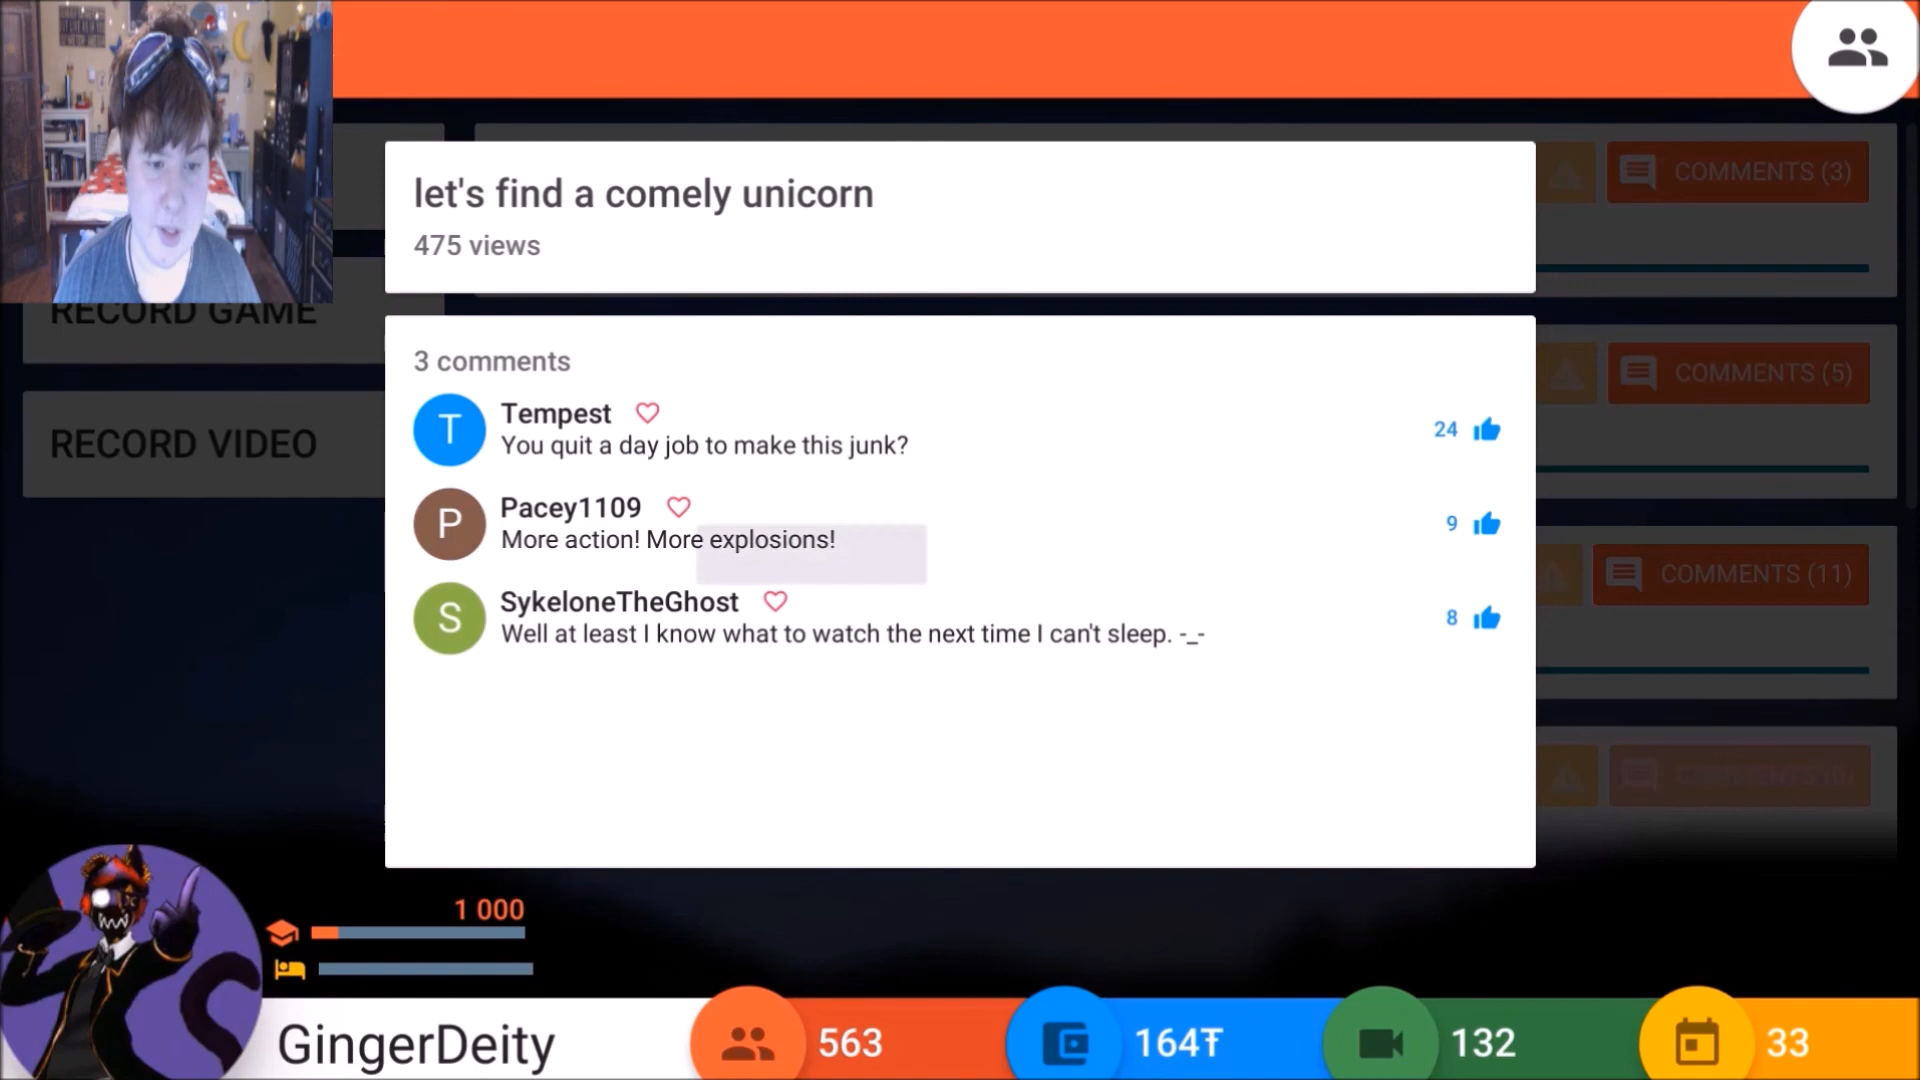 let's find a comely unicorn
475 views
COMMENTS (3)
RECORD GAME
3 comments
COMMENTS (5)
T
Tempest
You quit a day job to make this junk?
24
RECORD VIDEO
P
Pacey1109
More action! More explosions!
9
COMMENTS (11)
S
SykeloneTheGhost
Well at least I know what to watch the next time I can't sleep. -_-
8
1 000
GingerDeity
563
164Ŧ
132
33